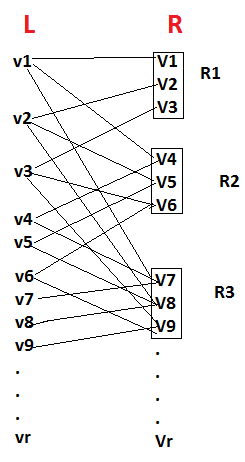 L R
v1 V1 R1
V2
v2 V3
v3 V4 R2
V5
v4 V6
v5
v6 V7 R3
v7 V8
v8 V9
v9
. .
. .
. .
vr Vr